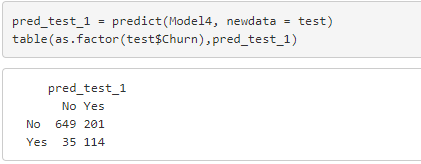 pred_test_1 = predict(Model4, newdata = test)
table(as.factor(test$Churn),pred_test_1)
pred_test_1
No Yes
No 649 201
Yes 35 114